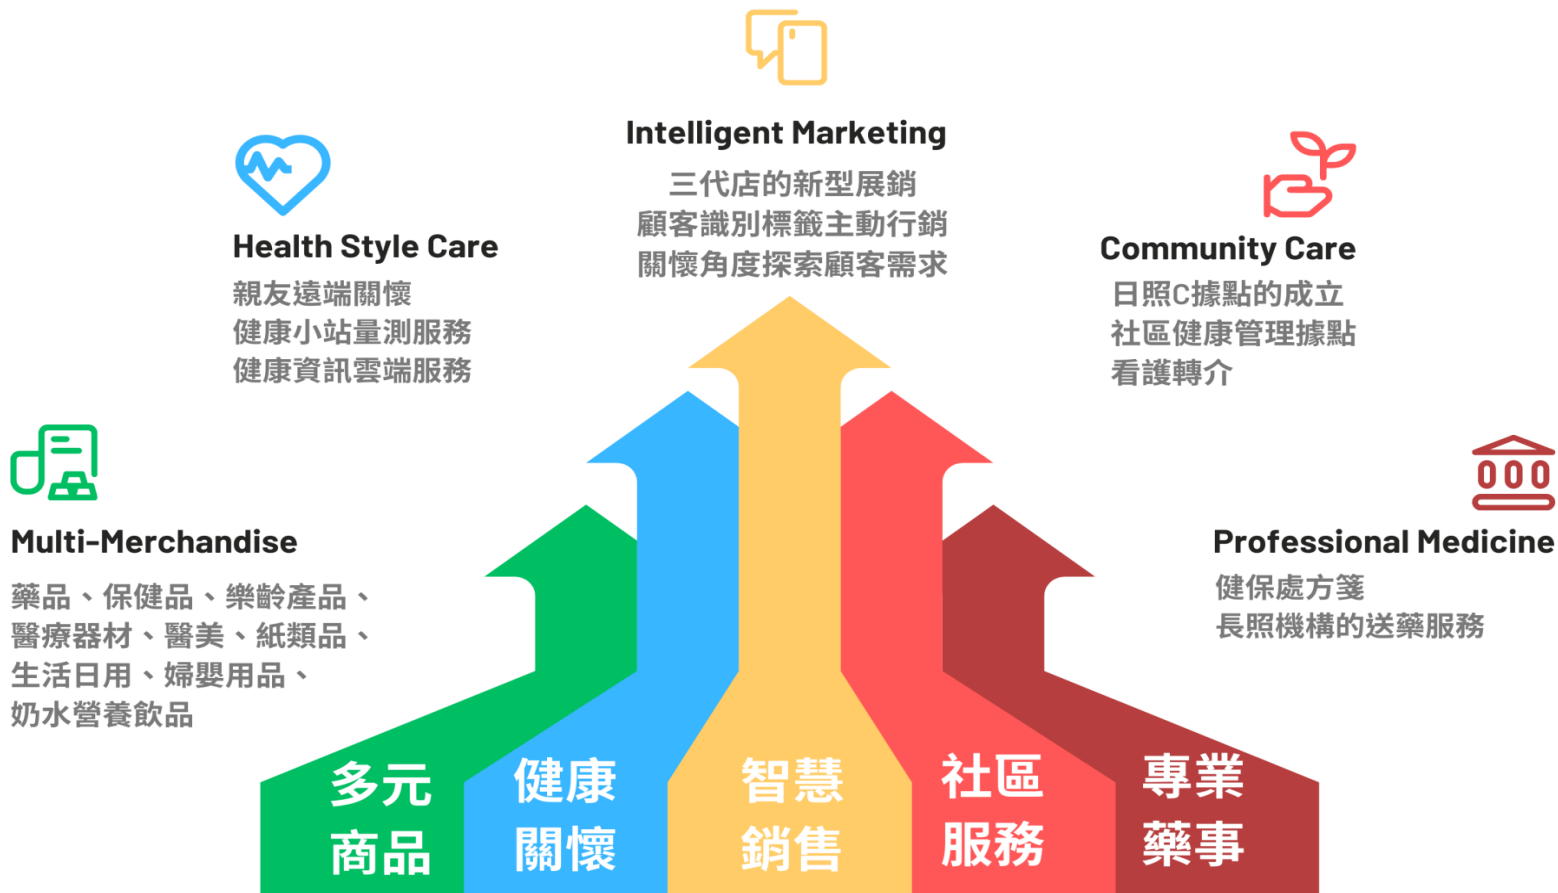 Intelligent Marketing
三代店的新型展銷
顧客識別標籤主動行銷
關懷角度探索顧客需求
Health Style Care
親友遠端關懷
健康小站量測服務
健康資訊雲端服務
Community Care
日照C據點的成立
社區健康管理據點
看護轉介
Multi-Merchandise
藥品、保健品、樂齡產品、
醫療器材、醫美、紙類品、
生活日用、婦嬰用品、
奶水營養飲品
Professional Medicine
健保處方箋
長照機構的送藥服務
多元
商品
健康
關懷
智慧
銷售
社區
服務
專業
藥事